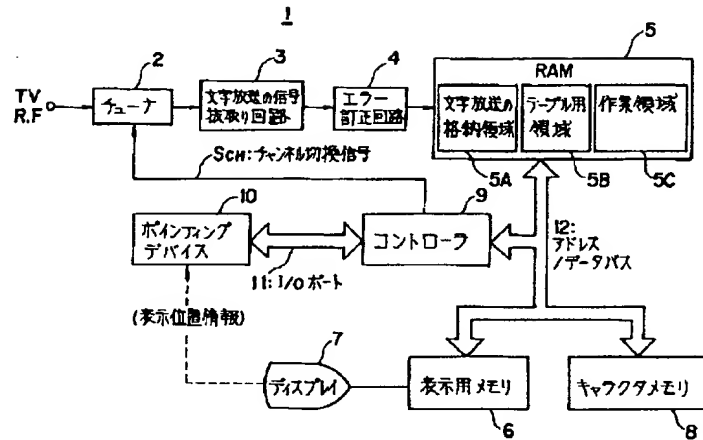 1
2
3
4
5
TV
R.F
チューナ
文字放送の信号
抜取り回路
エラー
訂正回路
RAM
文字放送の
格納領域
テーブル用
領域
作業領域
5A
5B
5C
SCH:チャンネル切換信号
10
9
ポインティング
デバイス
コントローラ
12:
アドレス
/データバス
11:I/Oポート
(表示位置情報)
7
ディスプレイ
表示用メモリ
キャラクタメモリ
6
8